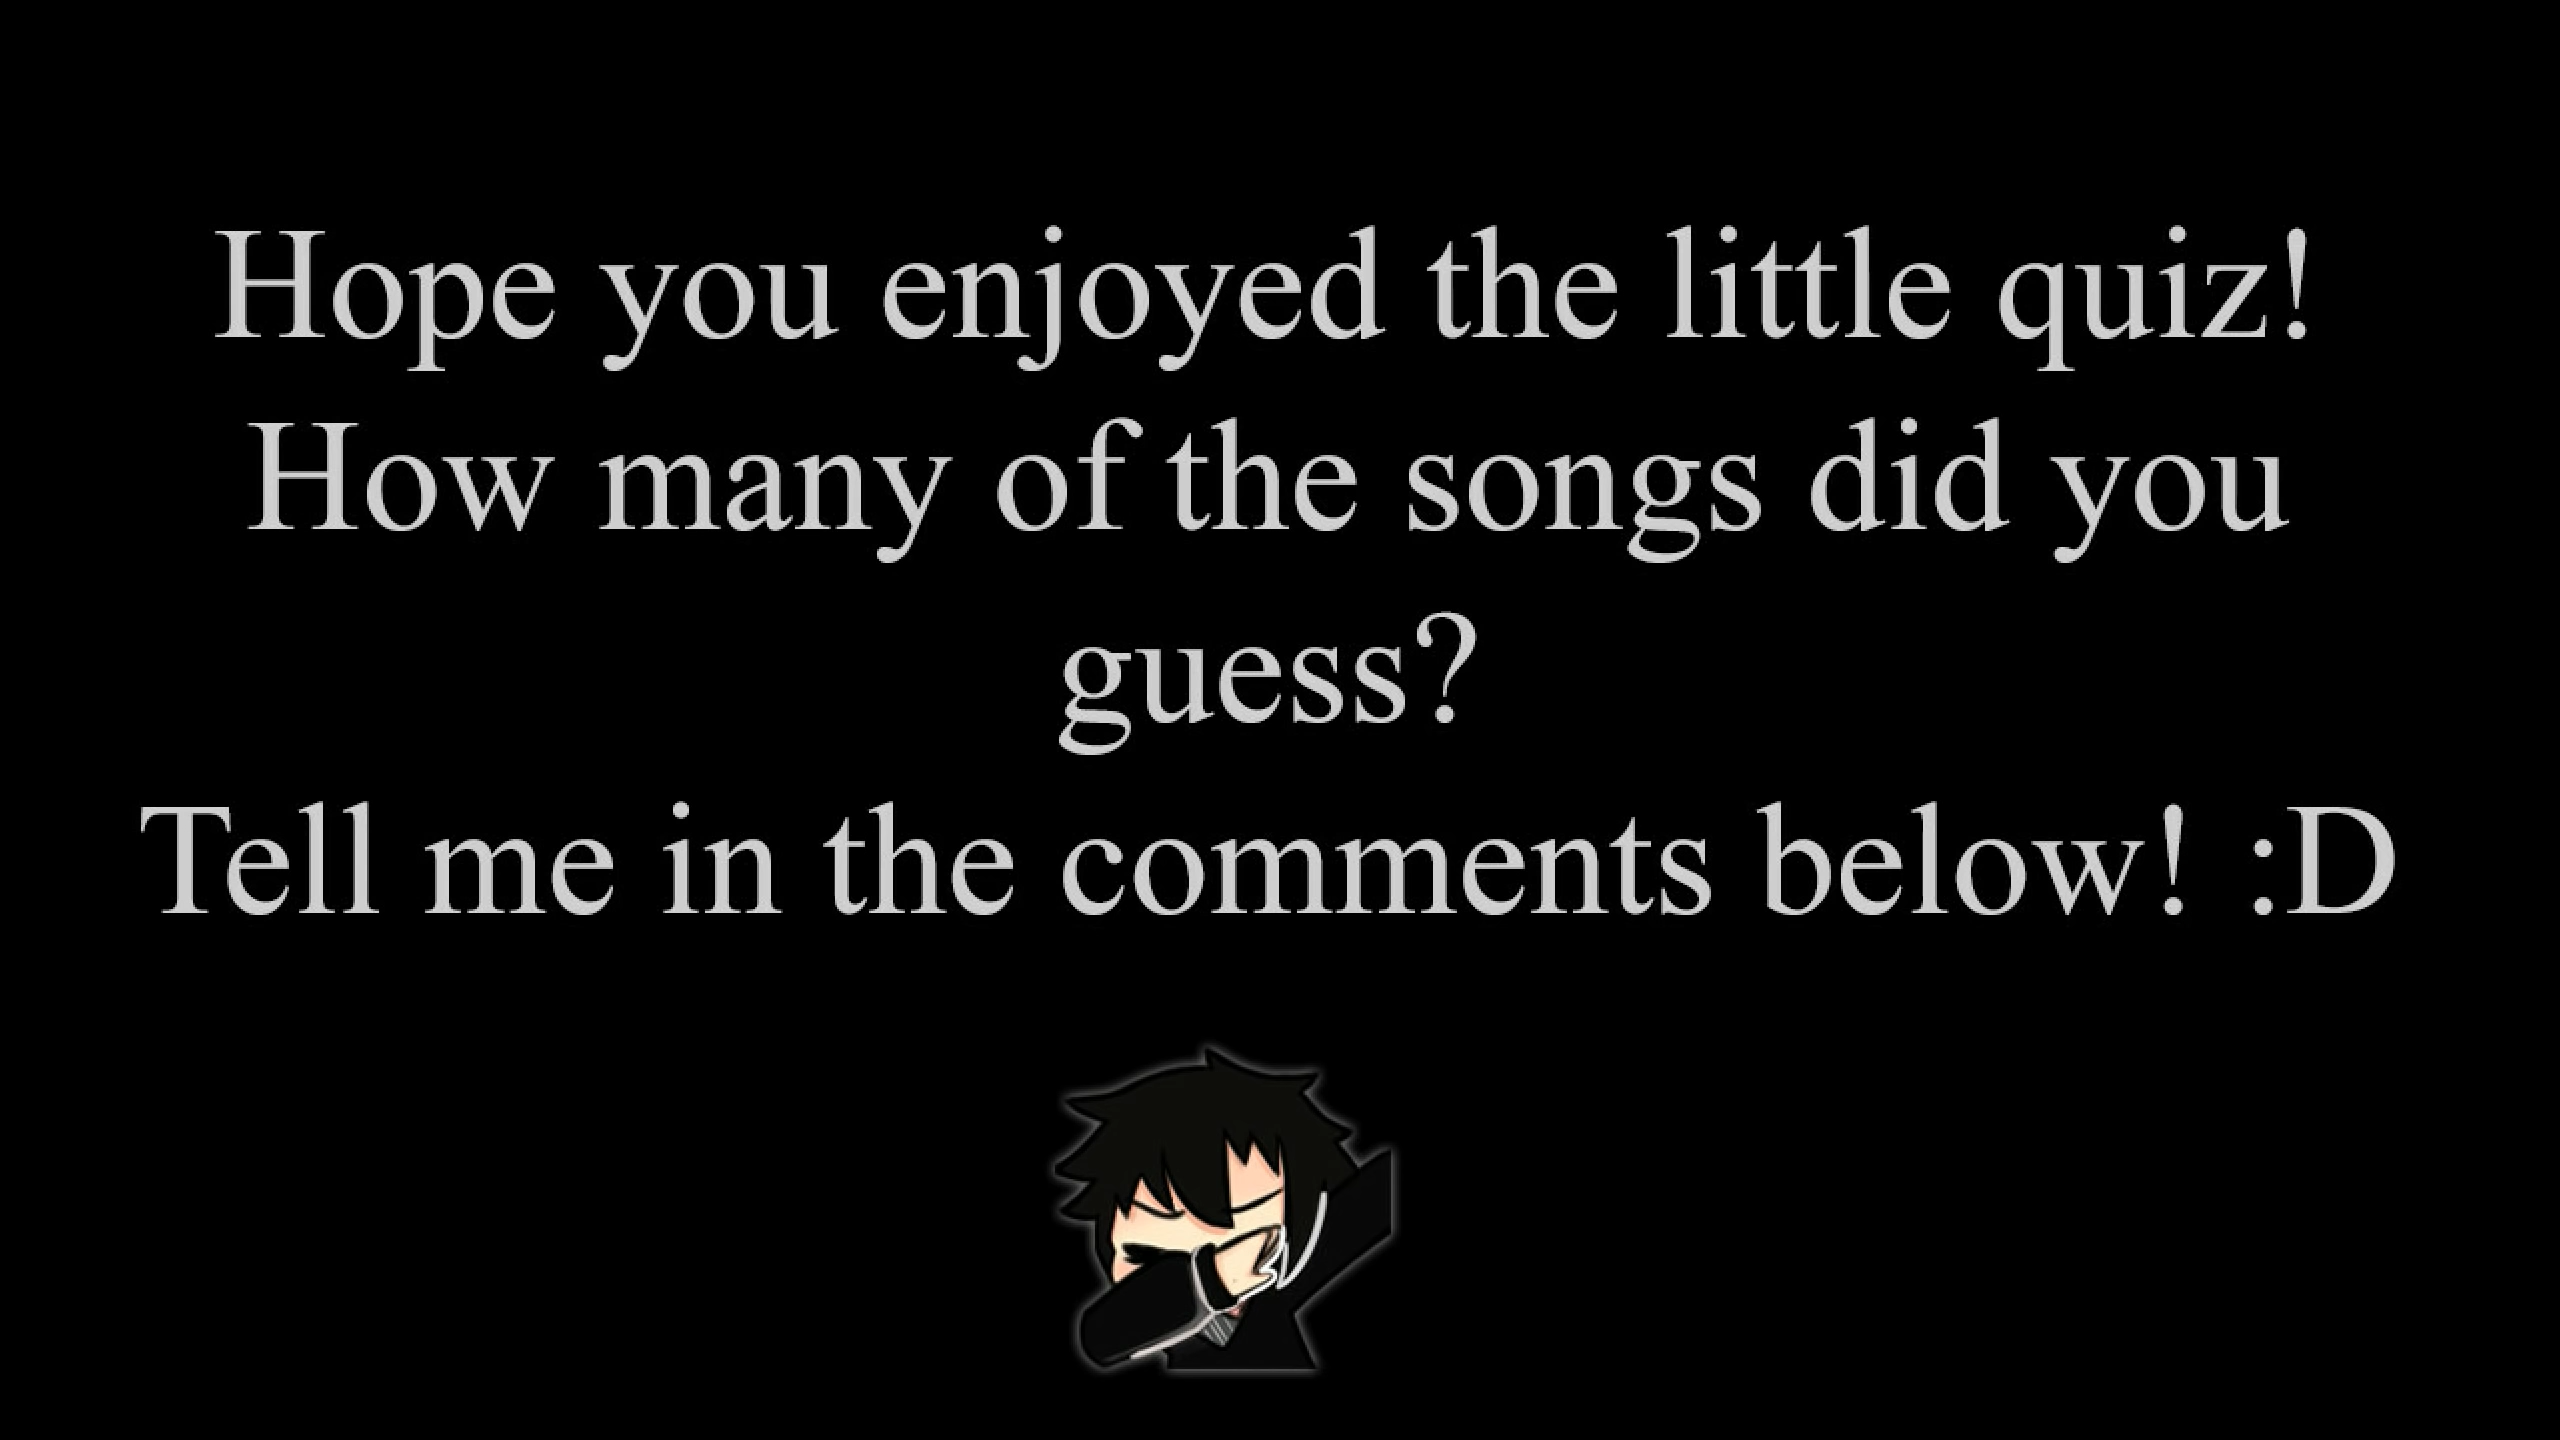 Hope you enjoyed the little quiz!
How many of the songs did you
guess?
Tell me in the comments below! :D